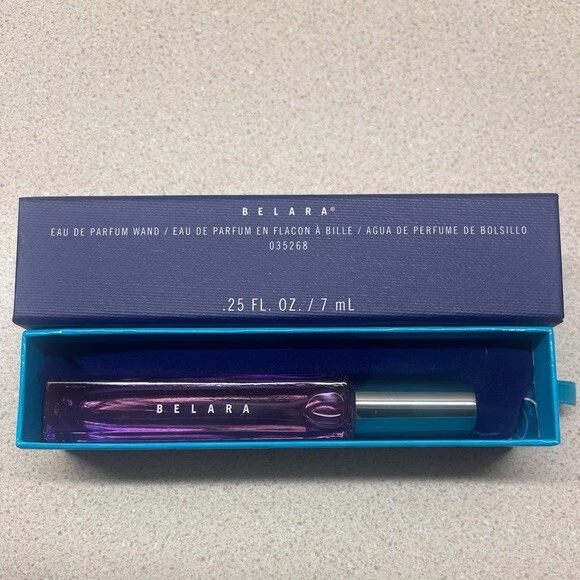 BELARA®
EAU DE PARFUM WAND / EAU DE PARFUM EN FLACON À BILLE / AGUA DE PERFUME DE BOLSILLO
035268
.25 FL. OZ. / 7 mL
BELARA